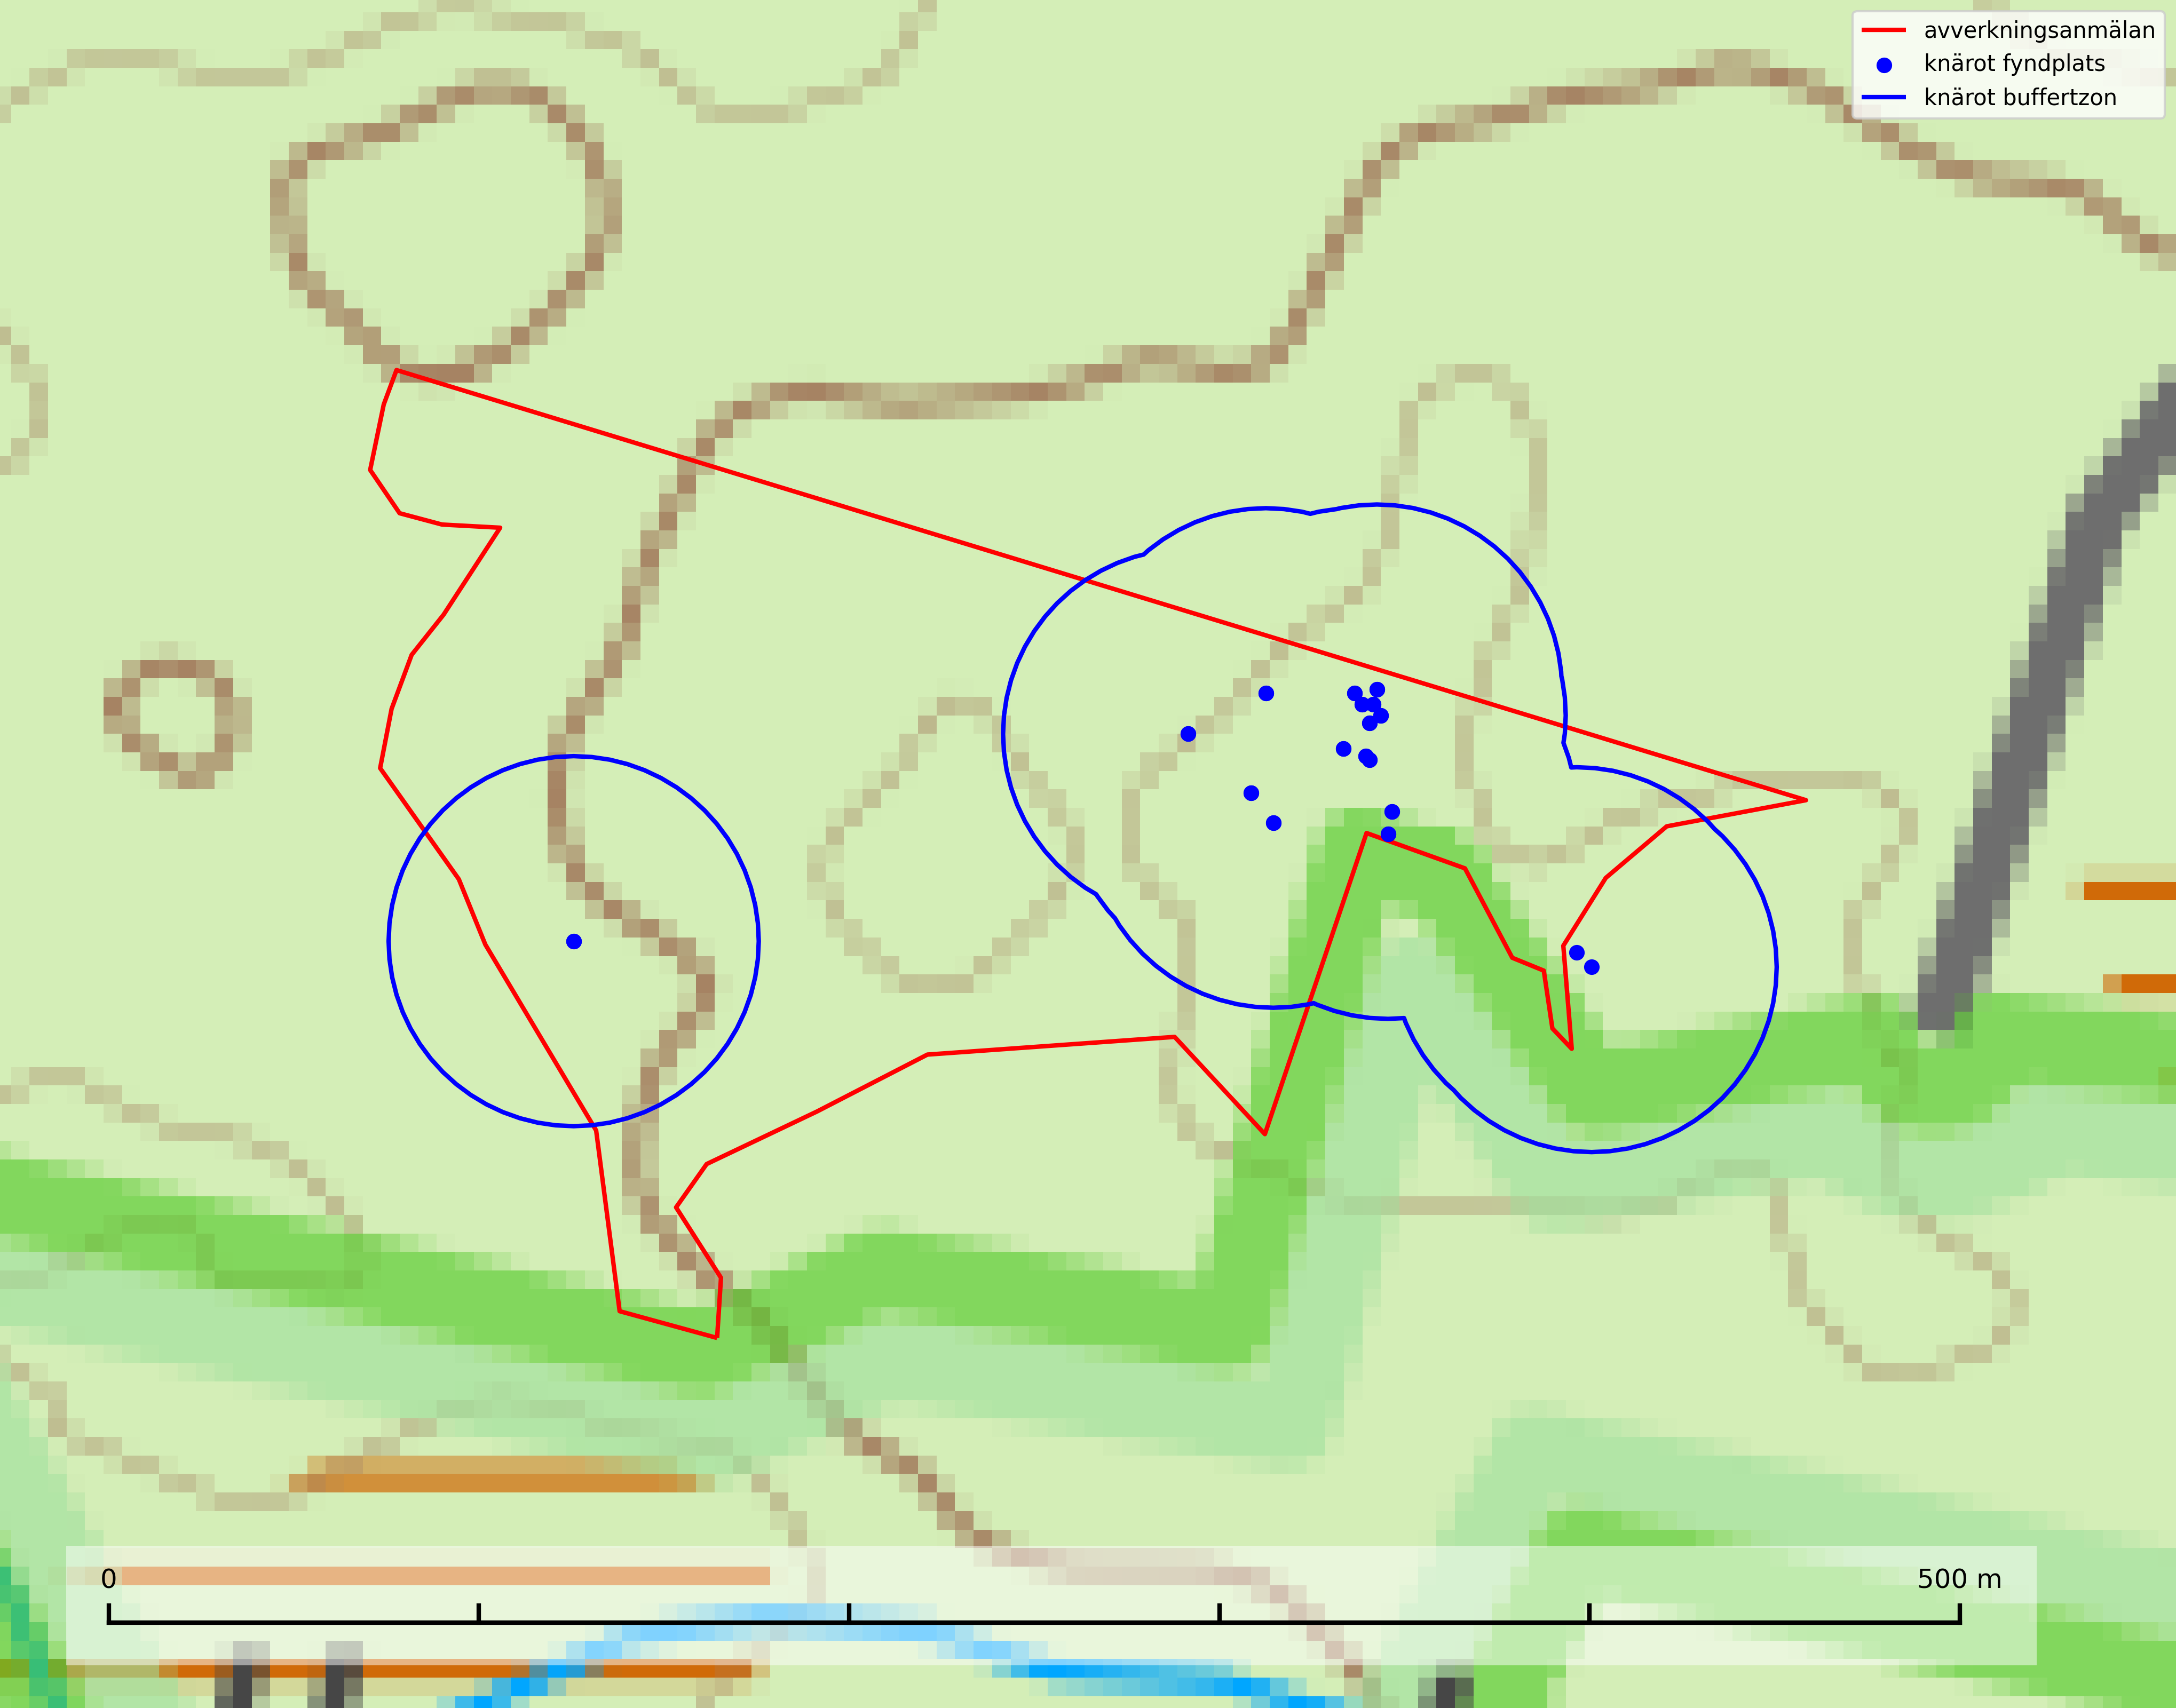 avverkningsanmälan
knärot fyndplats
knärot buffertzon
0
500 m